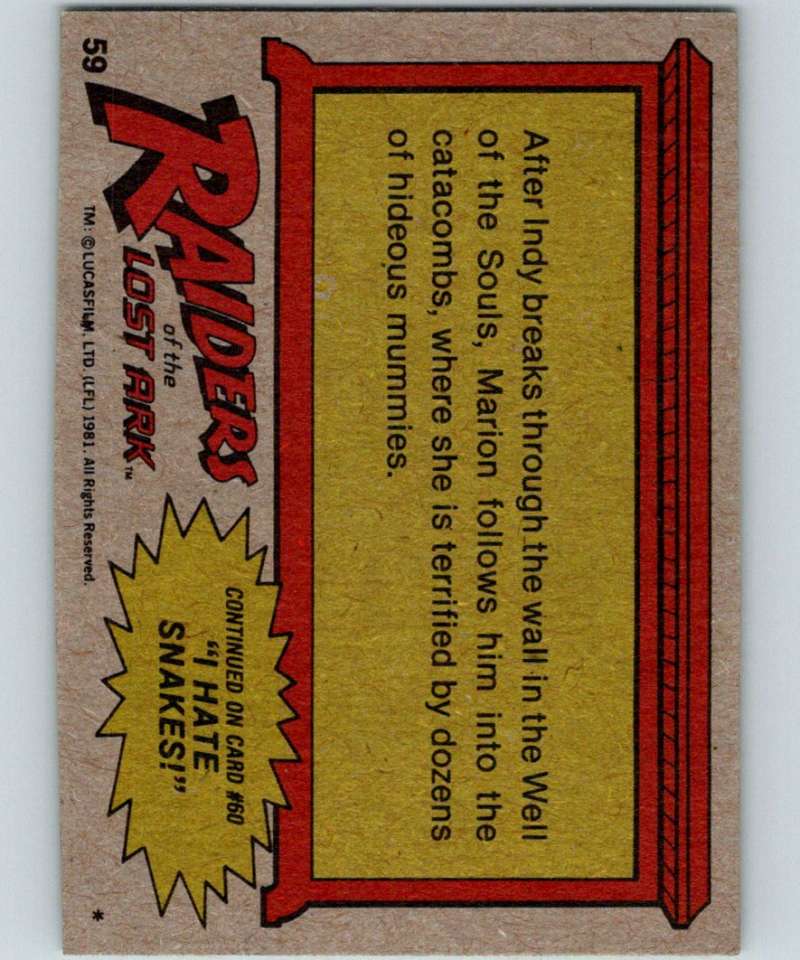 After Indy breaks through the wall in the Well
of the Souls, Marion follows him into the
catacombs, where she is terrified by dozens
of hideous mummies.
59
RAIDERS
of the
LOST ARK™
TM: © LUCASFILM, LTD. (LFL) 1981. All Rights Reserved.
CONTINUED ON CARD #60
“I HATE
SNAKES!”
*